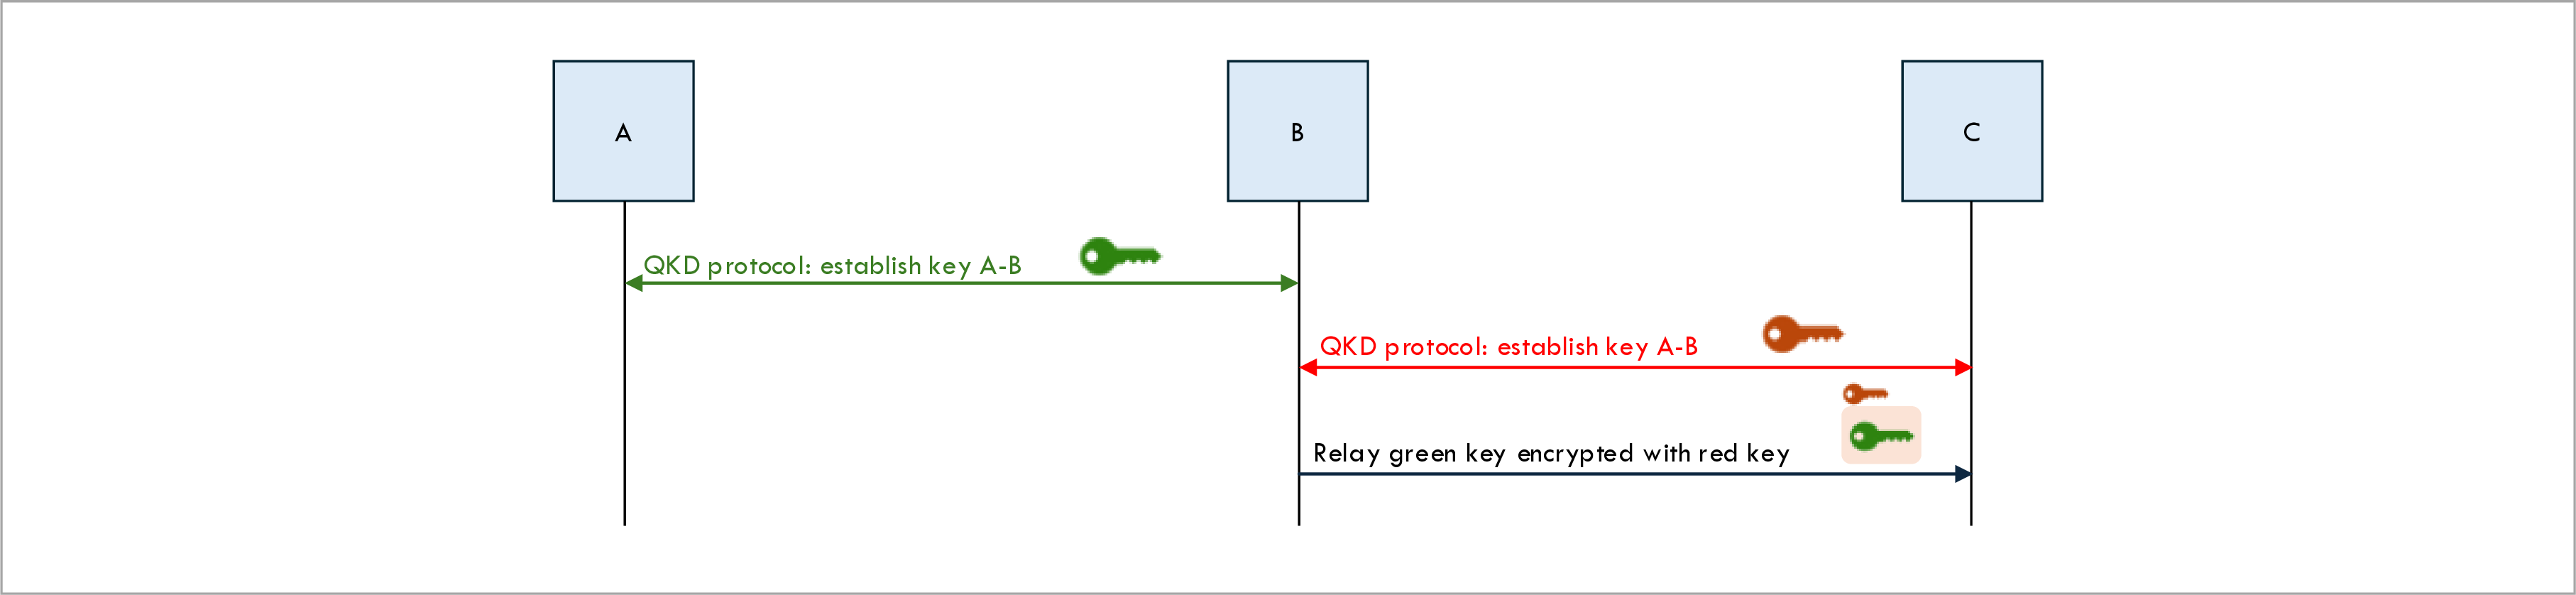 A
B
C
QKD protocol: establish key A-B
QKD protocol: establish key A-B
Relay green key encrypted with red key